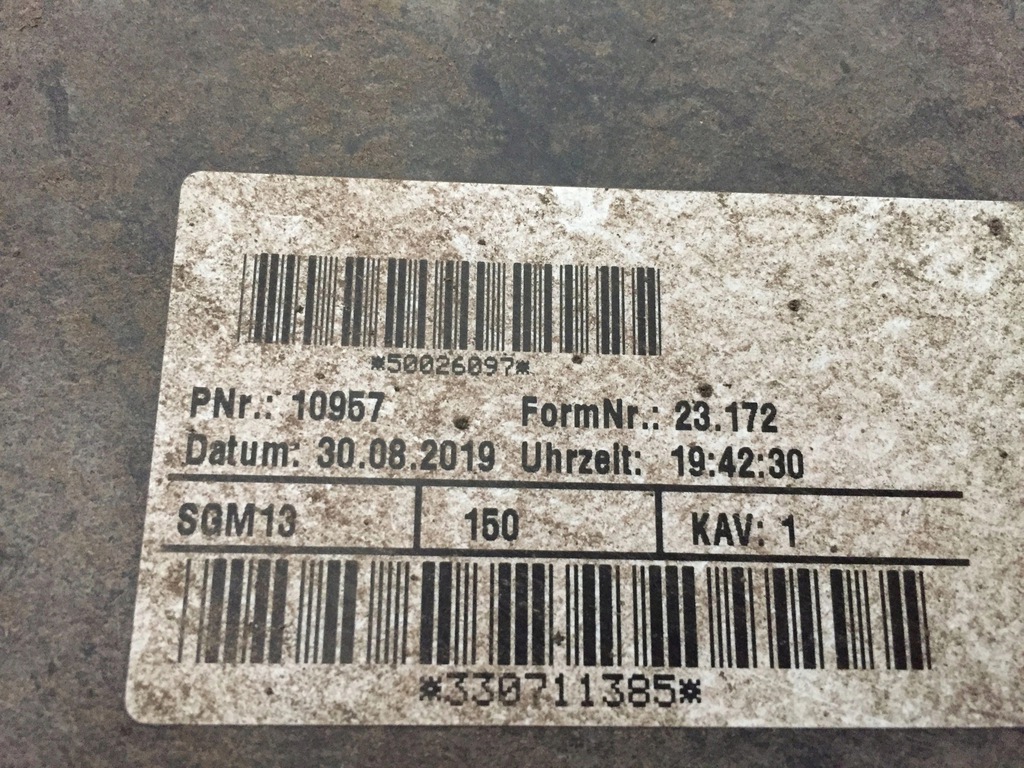 *50026097*
PNr.: 10957 FormNr.: 23.172
Datum: 30.08.2019 Uhrzeit: 19:42:30
SGM13 150 KAV: 1
*330711385*